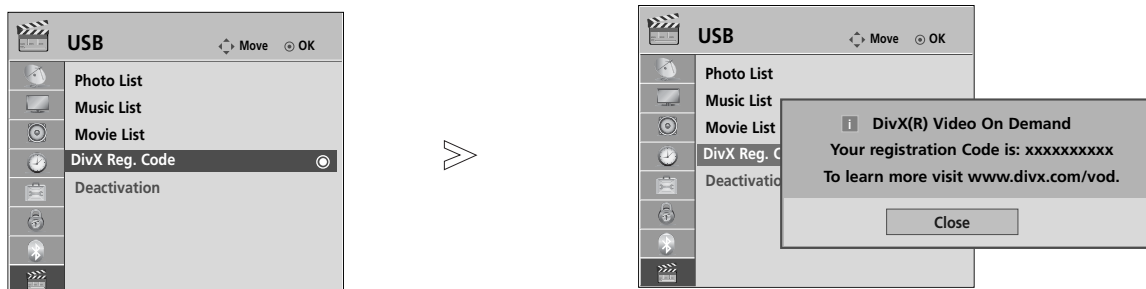 USB
Move
OK
Photo List
Music List
Movie List
DivX Reg. Code
Deactivation
USB
Move
OK
Photo List
Music List
Movie List
DivX Reg. C
Deactivatio
DivX(R) Video On Demand
Your registration Code is: xxxxxxxxxx
To learn more visit www.divx.com/vod.
Close